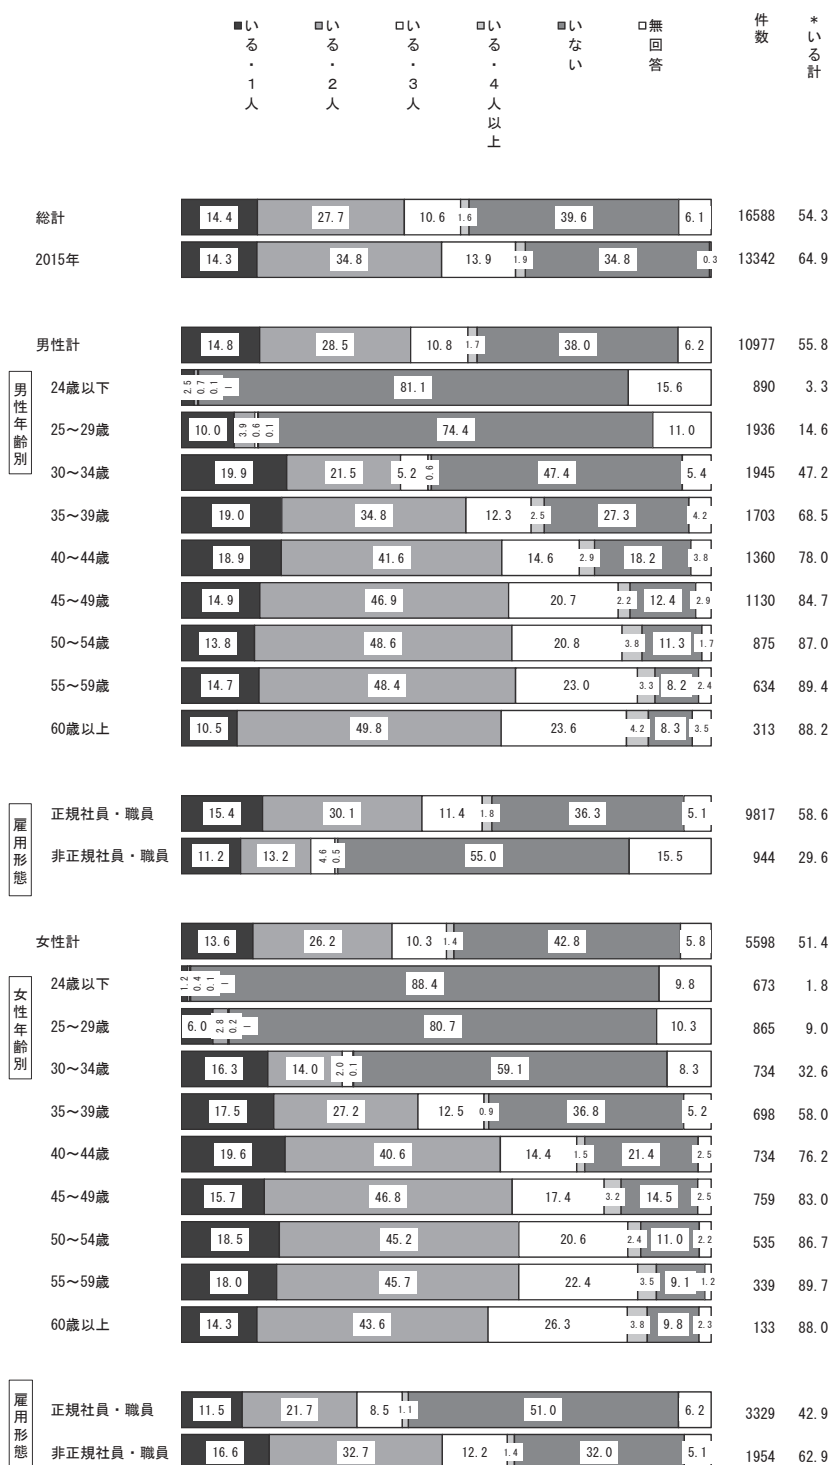 ■いる・1人 ■いる・2人 □いる・3人 ■いる・4人以上 ■いない □無回答 件数 *いる計
総計 14.4 27.7 10.6 1.6 39.6 6.1 16588 54.3
2015年 14.3 34.8 13.9 1.9 34.8 0.3 13342 64.9
男性計 14.8 28.5 10.8 1.7 38.0 6.2 10977 55.8
男性年齢別
24歳以下 2.5 0.7 0.1 - 81.1 15.6 890 3.3
25～29歳 10.0 3.9 0.6 0.1 74.4 11.0 1936 14.6
30～34歳 19.9 21.5 5.2 0.6 47.4 5.4 1945 47.2
35～39歳 19.0 34.8 12.3 2.5 27.3 4.2 1703 68.5
40～44歳 18.9 41.6 14.6 2.9 18.2 3.8 1360 78.0
45～49歳 14.9 46.9 20.7 2.2 12.4 2.9 1130 84.7
50～54歳 13.8 48.6 20.8 3.8 11.3 1.7 875 87.0
55～59歳 14.7 48.4 23.0 3.3 8.2 2.4 634 89.4
60歳以上 10.5 49.8 23.6 4.2 8.3 3.5 313 88.2
雇用形態
正規社員・職員 15.4 30.1 11.4 1.8 36.3 5.1 9817 58.6
非正規社員・職員 11.2 13.2 4.6 0.5 55.0 15.5 944 29.6
女性計 13.6 26.2 10.3 1.4 42.8 5.8 5598 51.4
女性年齢別
24歳以下 1.2 0.4 0.1 - 88.4 9.8 673 1.8
25～29歳 6.0 2.8 0.2 - 80.7 10.3 865 9.0
30～34歳 16.3 14.0 2.0 0.1 59.1 8.3 734 32.6
35～39歳 17.5 27.2 12.5 0.9 36.8 5.2 698 58.0
40～44歳 19.6 40.6 14.4 1.5 21.4 2.5 734 76.2
45～49歳 15.7 46.8 17.4 3.2 14.5 2.5 759 83.0
50～54歳 18.5 45.2 20.6 2.4 11.0 2.2 535 86.7
55～59歳 18.0 45.7 22.4 3.5 9.1 1.2 339 89.7
60歳以上 14.3 43.6 26.3 3.8 9.8 2.3 133 88.0
雇用形態
正規社員・職員 11.5 21.7 8.5 1.1 51.0 6.2 3329 42.9
非正規社員・職員 16.6 32.7 12.2 1.4 32.0 5.1 1954 62.9